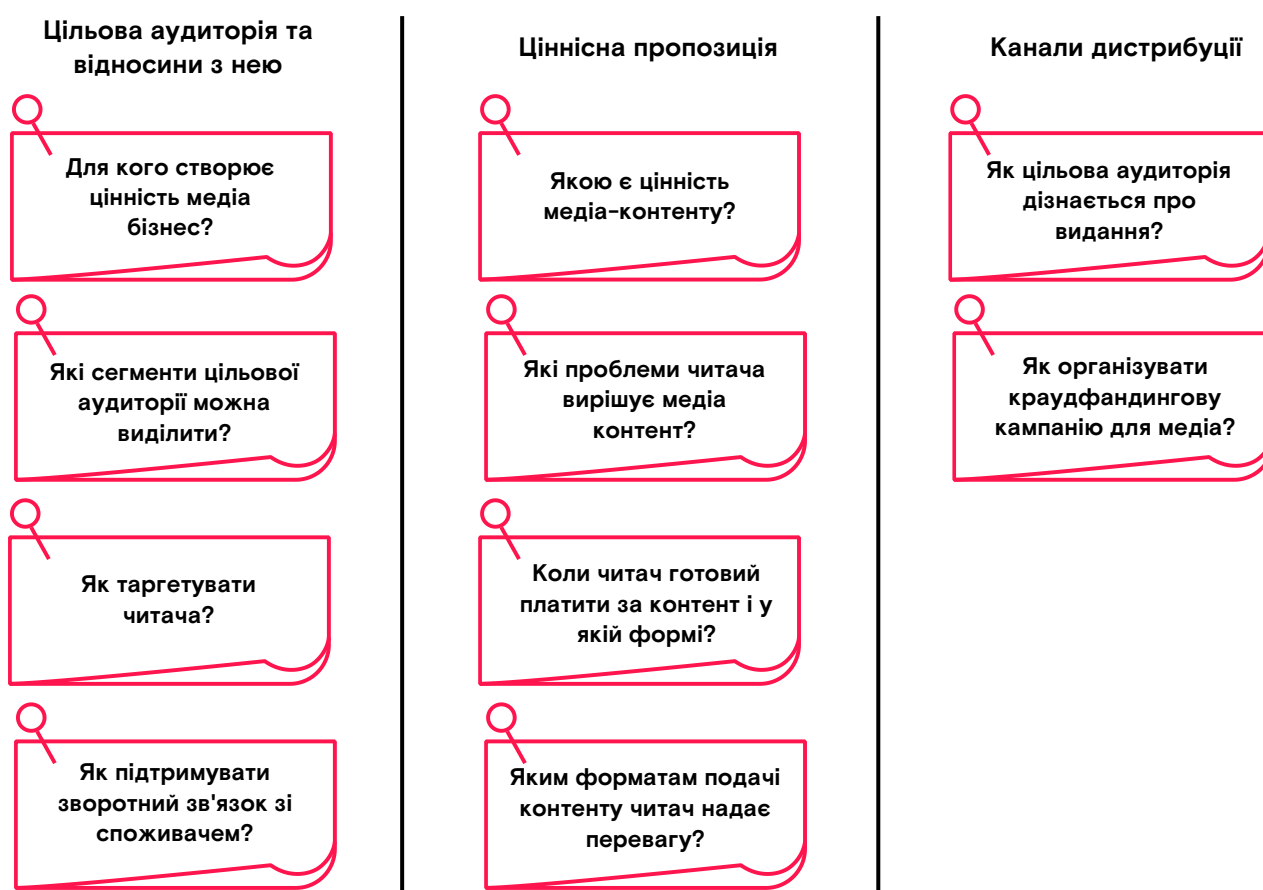 Цільова аудиторія та
відносини з нею
Для кого створює
цінність медіа
бізнес?
Які сегменти цільової
аудиторії можна
виділити?
Як таргетувати
читача?
Як підтримувати
зворотний зв'язок зі
споживачем?
Ціннісна пропозиція
Якою є цінність
медіа-контенту?
Які проблеми читача
вирішує медіа
контент?
Коли читач готовий
платити за контент і у
якій формі?
Яким форматам подачі
контенту читач надає
перевагу?
Канали дистрибуції
Як цільова аудиторія
дізнається про
видання?
Як організувати
краудфандингову
кампанію для медіа?